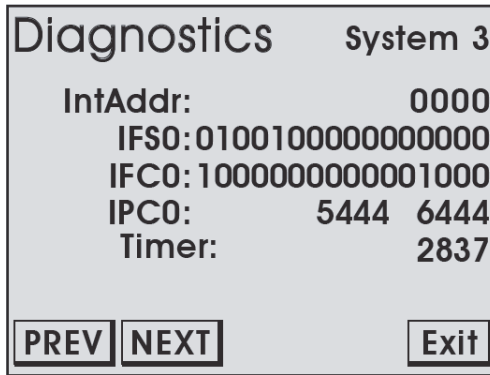 Diagnostics System 3
IntAddr: 0000
IFS0:0100100000000000
IFC0:1000000000001000
IPC0: 5444 6444
Timer: 2837
PREV NEXT Exit